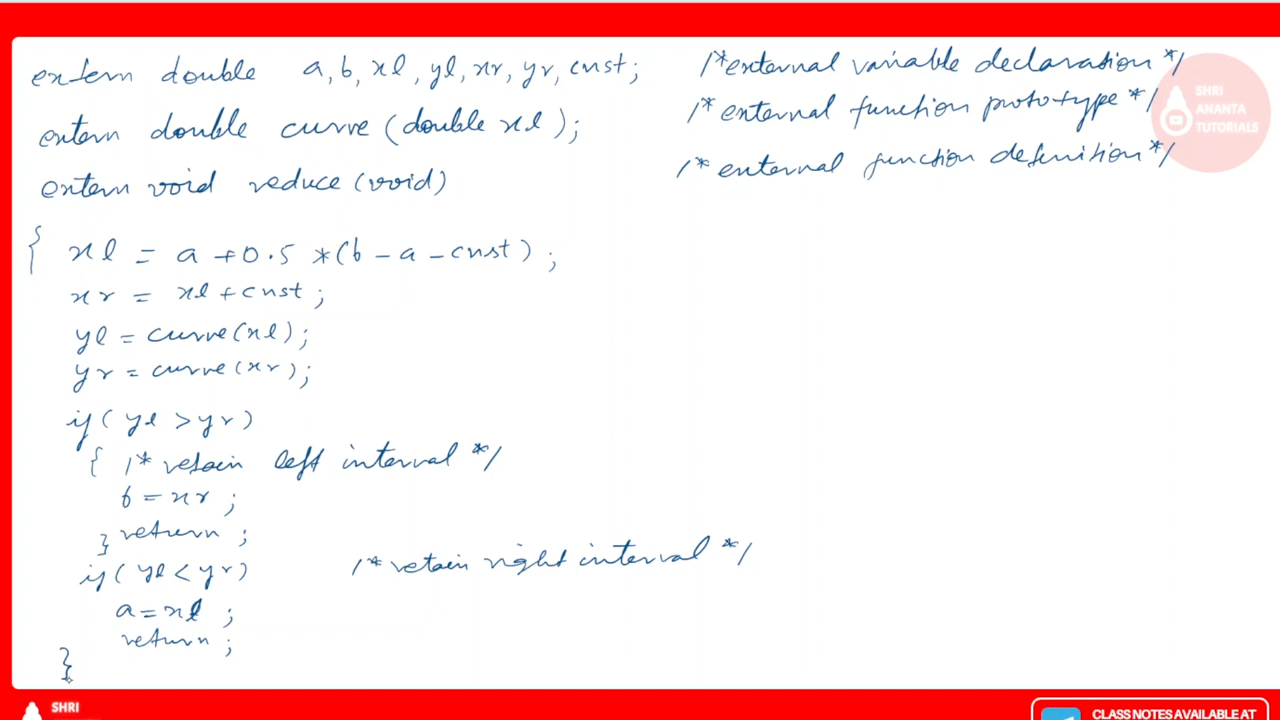 extern double a, b, xl, yl, xr, yr, cnst; /*external variable declaration*/
extern double curve (double xl); /* external function prototype */
extern void reduce (void) /* external function definition */
{ xl = a + 0.5 * (b - a - cnst);
xr = xl + cnst;
yl = curve(xl);
yr = curve(xr);
if( yl > yr)
{ /* retain left interval */
b = xr;
} return;
if( yl < yr) /* retain right interval */
a = xl;
return;
}
SHRI
ANANTA
TUTORIALS
SHRI
CLASS NOTES AVAILABLE AT